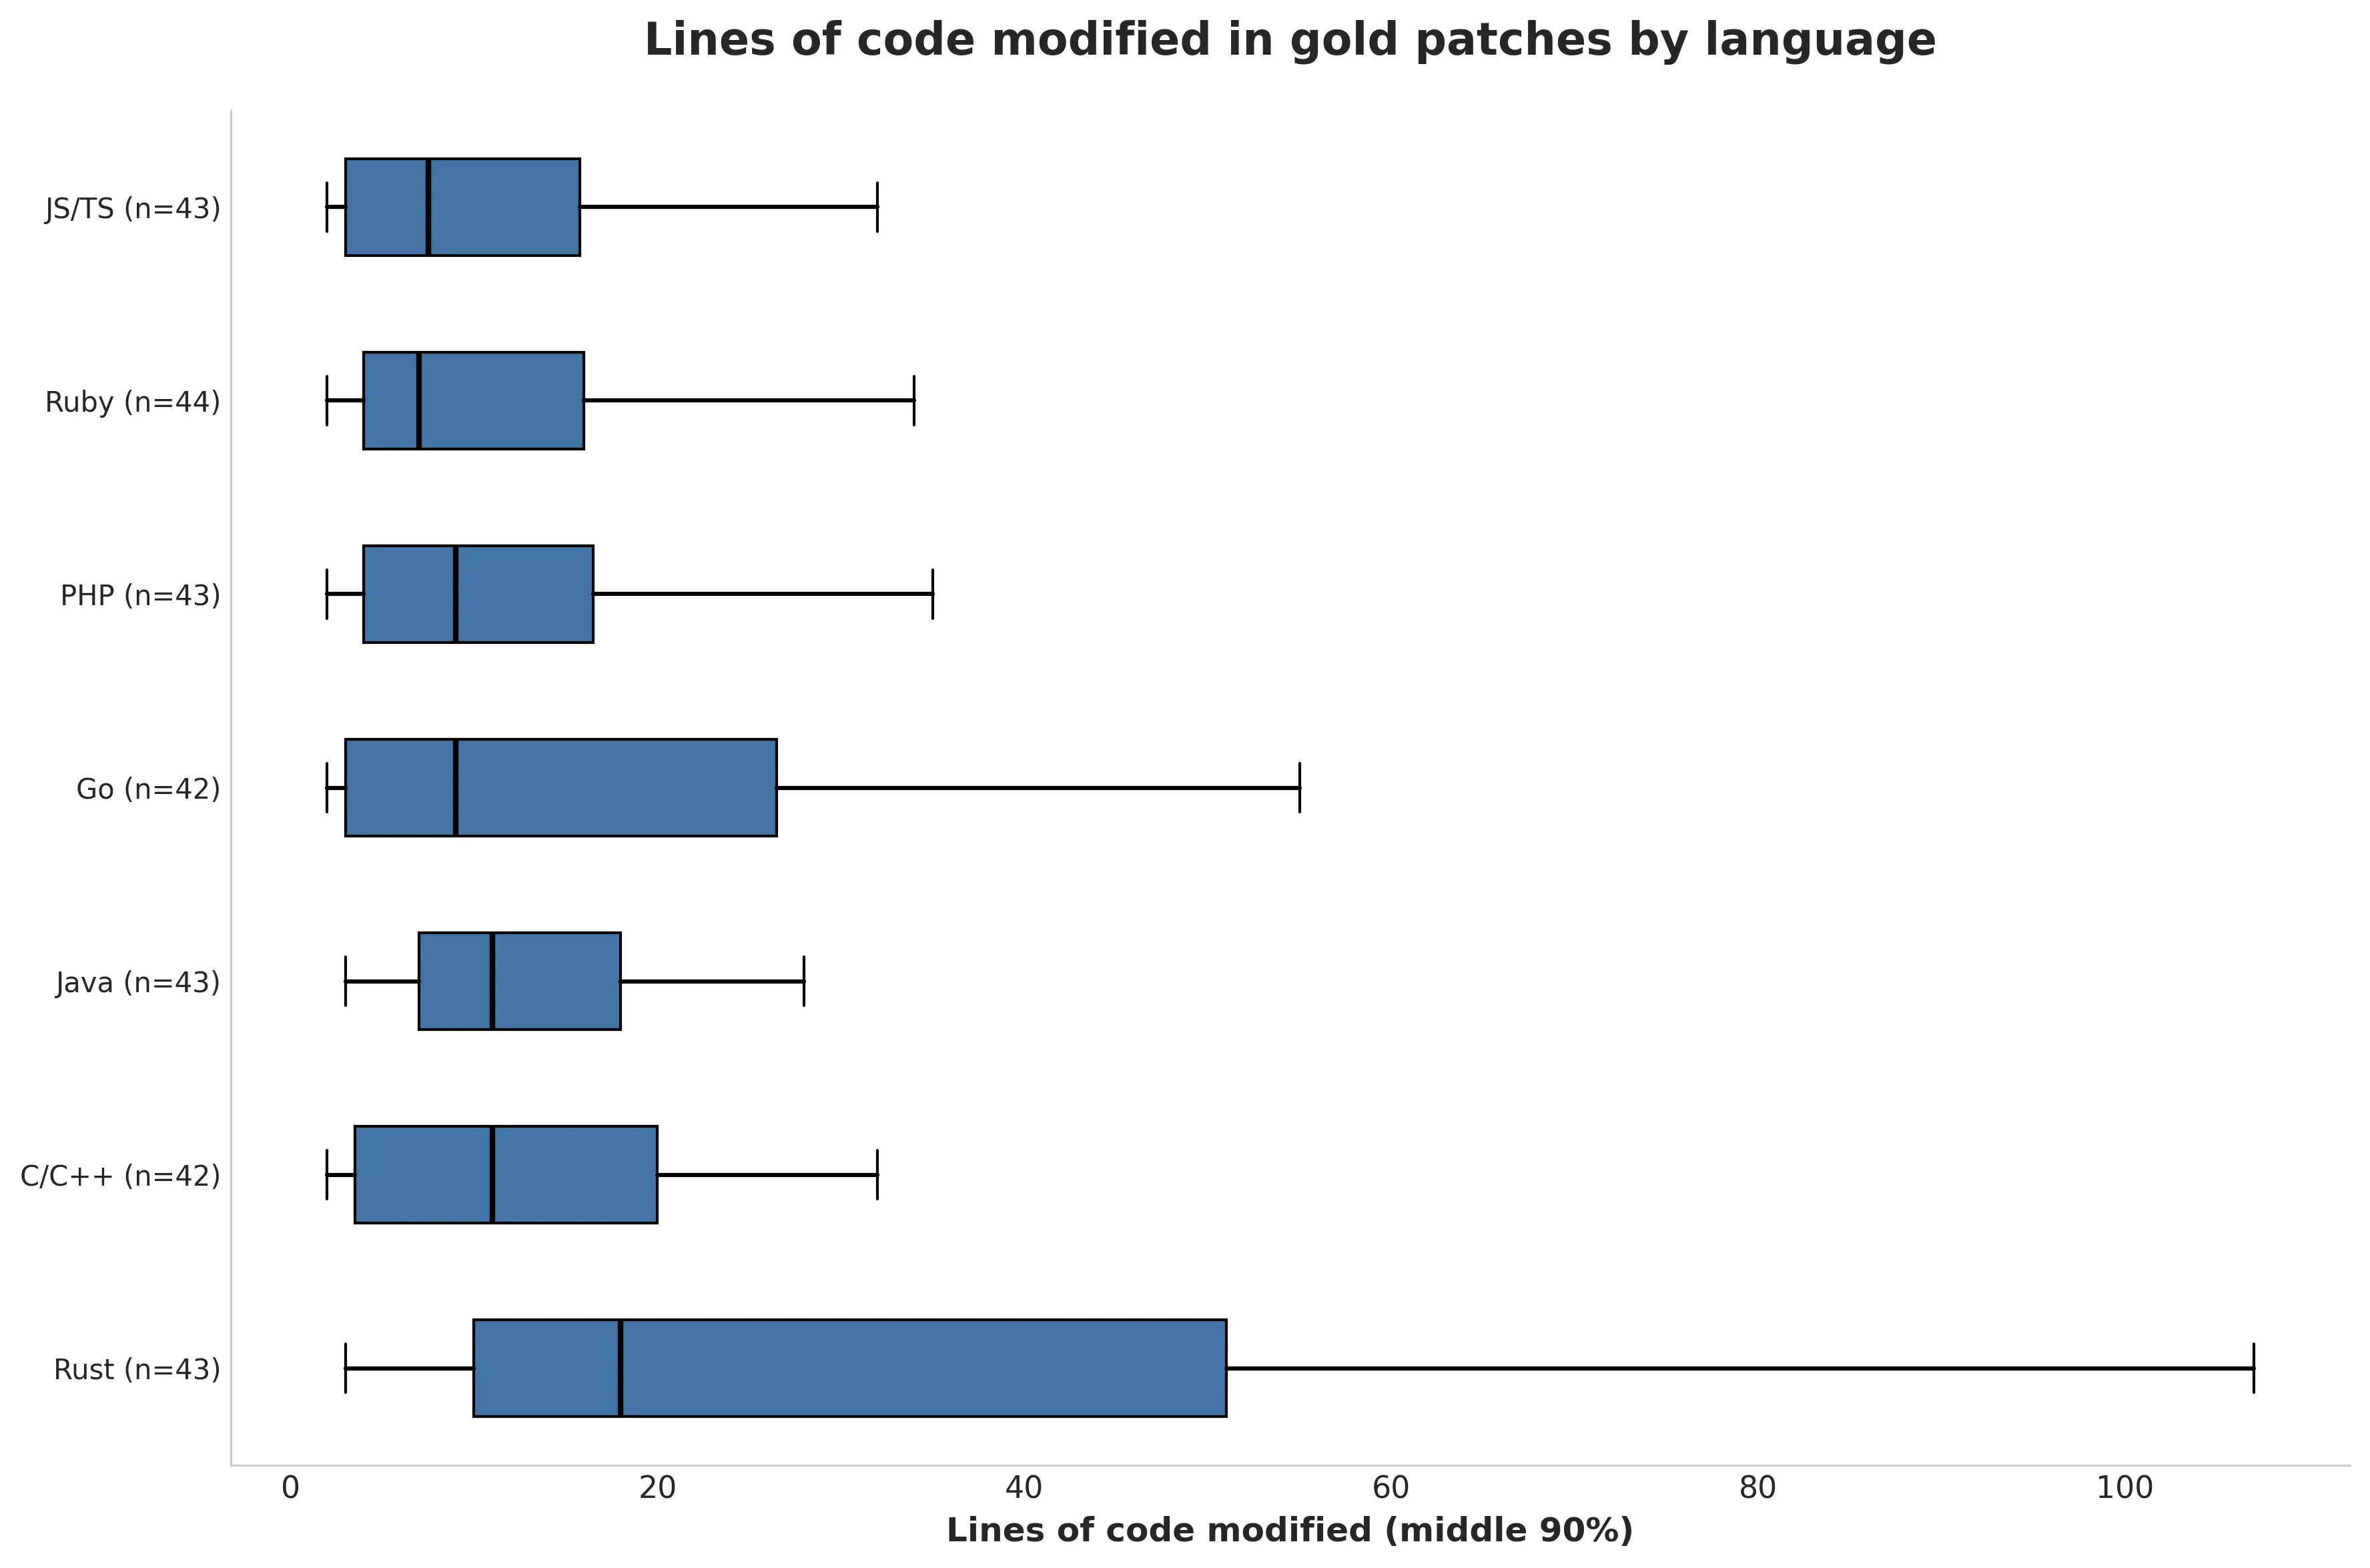 Lines of code modified in gold patches by language
JS/TS (n=43)
Ruby (n=44)
PHP (n=43)
Go (n=42)
Java (n=43)
C/C++ (n=42)
Rust (n=43)
0 20 40 60 80 100
Lines of code modified (middle 90%)